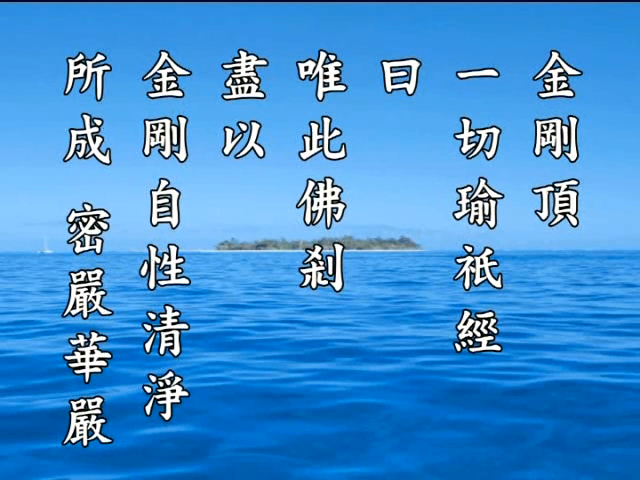 金剛頂
一切瑜祇經
曰
唯此佛剎
盡以
金剛自性清淨
所成 密嚴華嚴